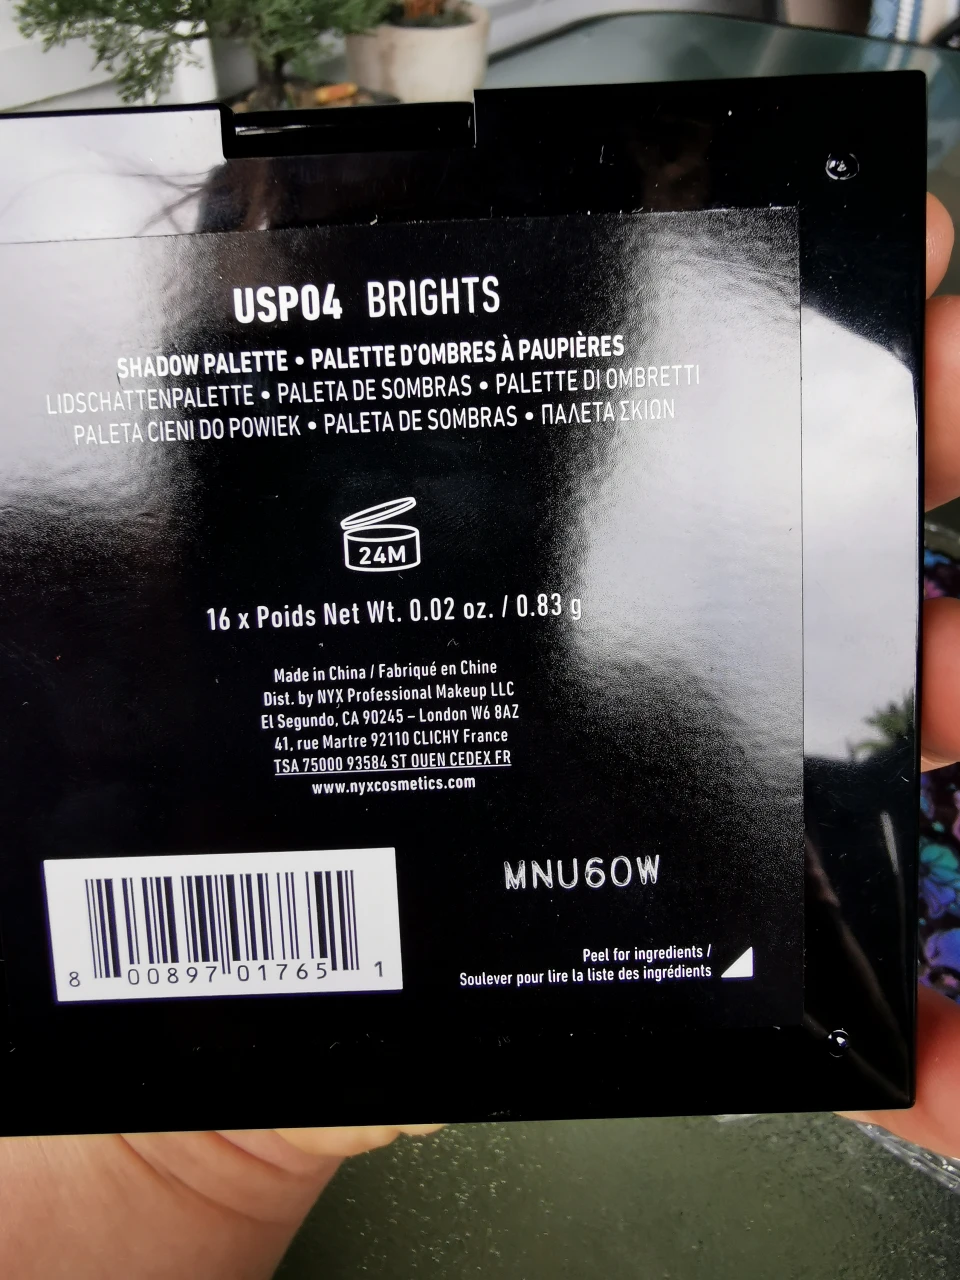 USP04 BRIGHTS
SHADOW PALETTE • PALETTE D'OMBRES À PAUPIÈRES
LIDSCHATTENPALETTE • PALETA DE SOMBRAS • PALETTE DI OMBRETTI
PALETA CIENI DO POWIEK • PALETA DE SOMBRAS • ΠΑΛΕΤΑ ΣΚΙΩΝ
24M
16 x Poids Net Wt. 0.02 oz. / 0.83 g
Made in China / Fabriqué en Chine
Dist. by NYX Professional Makeup LLC
El Segundo, CA 90245 – London W6 8AZ
41, rue Martre 92110 CLICHY France
TSA 75000 93584 ST OUEN CEDEX FR
www.nyxcosmetics.com
MNU60W
8 00897 01765 1
Peel for ingredients /
Soulever pour lire la liste des ingrédients